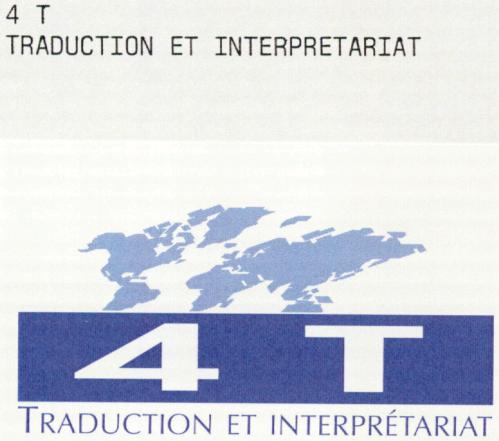 4 T
TRADUCTION ET INTERPRETARIAT
4 T
TRADUCTION ET INTERPRÉTARIAT